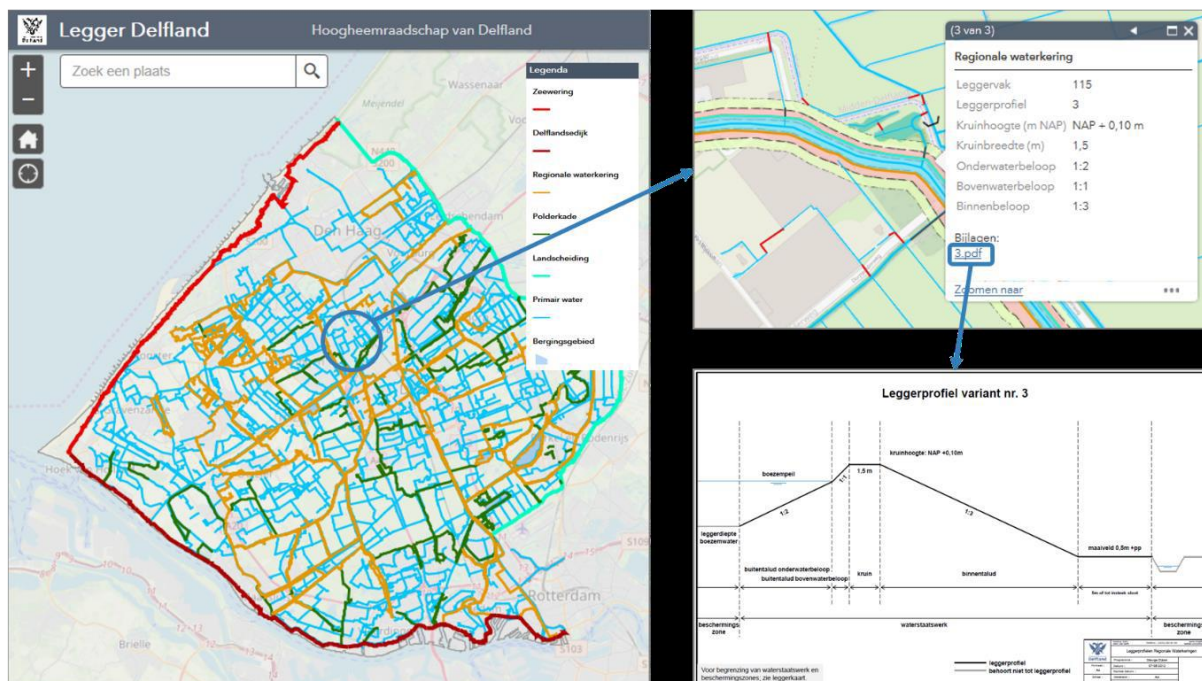 Legger Delfland
Hoogheemraadschap van Delfland
+
−
Zoek een plaats
Legenda
Zeewering
Delflandsedijk
Regionale waterkering
Polderkade
Landscheiding
Primair water
Bergingsgebied
Wassenaar
Meijendel
Den Haag
Hoek van
Rotterdam
Brielle
S109
S103
(3 van 3)
Regionale waterkering
Leggervak 115
Leggerprofiel 3
Kruinhoogte (m NAP) NAP + 0,10 m
Kruinbreedte (m) 1,5
Onderwaterbeloop 1:2
Bovenwaterbeloop 1:1
Binnenbeloop 1:3
Bijlagen:
3.pdf
Zoomen naar
Leggerprofiel variant nr. 3
kruinhoogte: NAP +0,10m
boezempeil
1,5 m
1:1
1:2
1:3
leggerdiepte
boezemwater
maaiveld 0,5m +pp
buitentalud onderwaterbeloop
buitentalud bovenwaterbeloop
kruin
binnentalud
beschermings
zone
waterstaatswerk
beschermings
zone
leggerprofiel
behoort niet tot leggerprofiel
Voor begrenzing van waterstaatswerk en
beschermingszones; zie leggerkaart.
Delfland
Leggerprofielen Regionale Waterkeringen